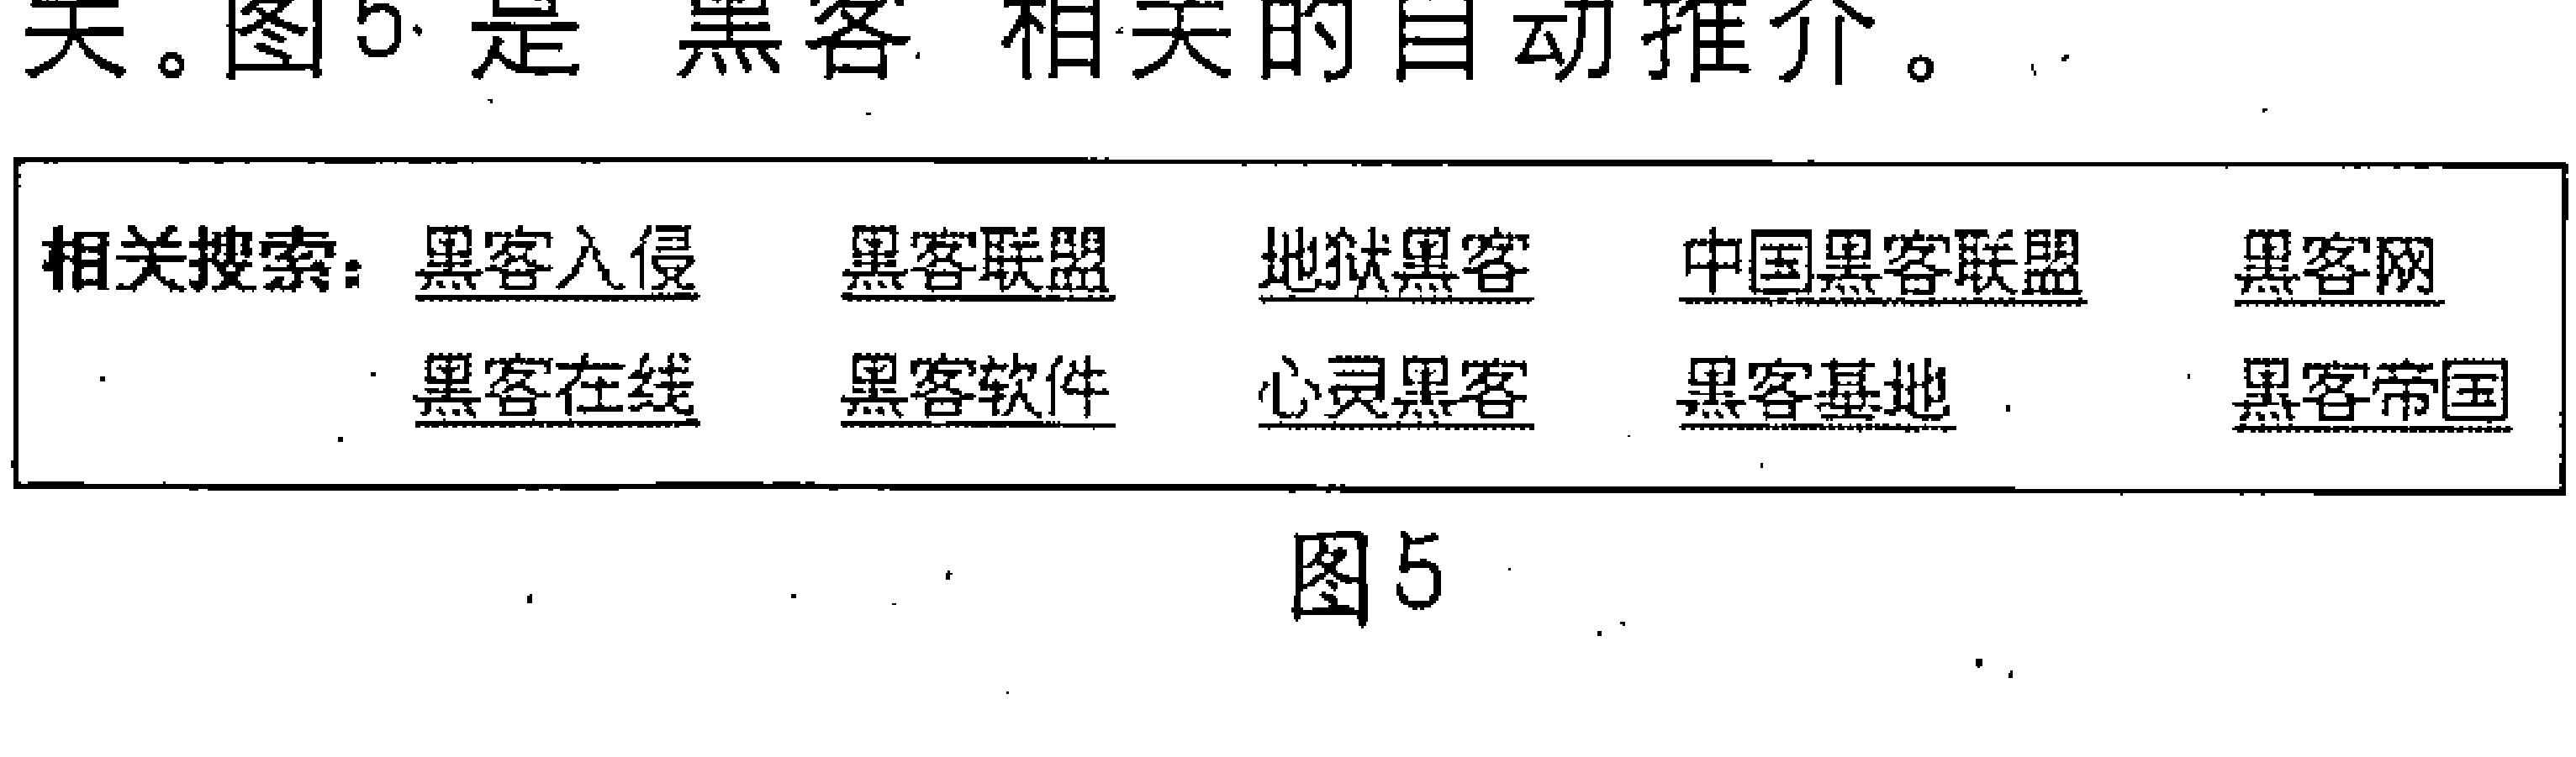 关。图5 是 黑客 相关的自动推介。
相关搜索： 黑客入侵 黑客联盟 地狱黑客 中国黑客联盟 黑客网
黑客在线 黑客软件 心灵黑客 黑客基地 黑客帝国
图5